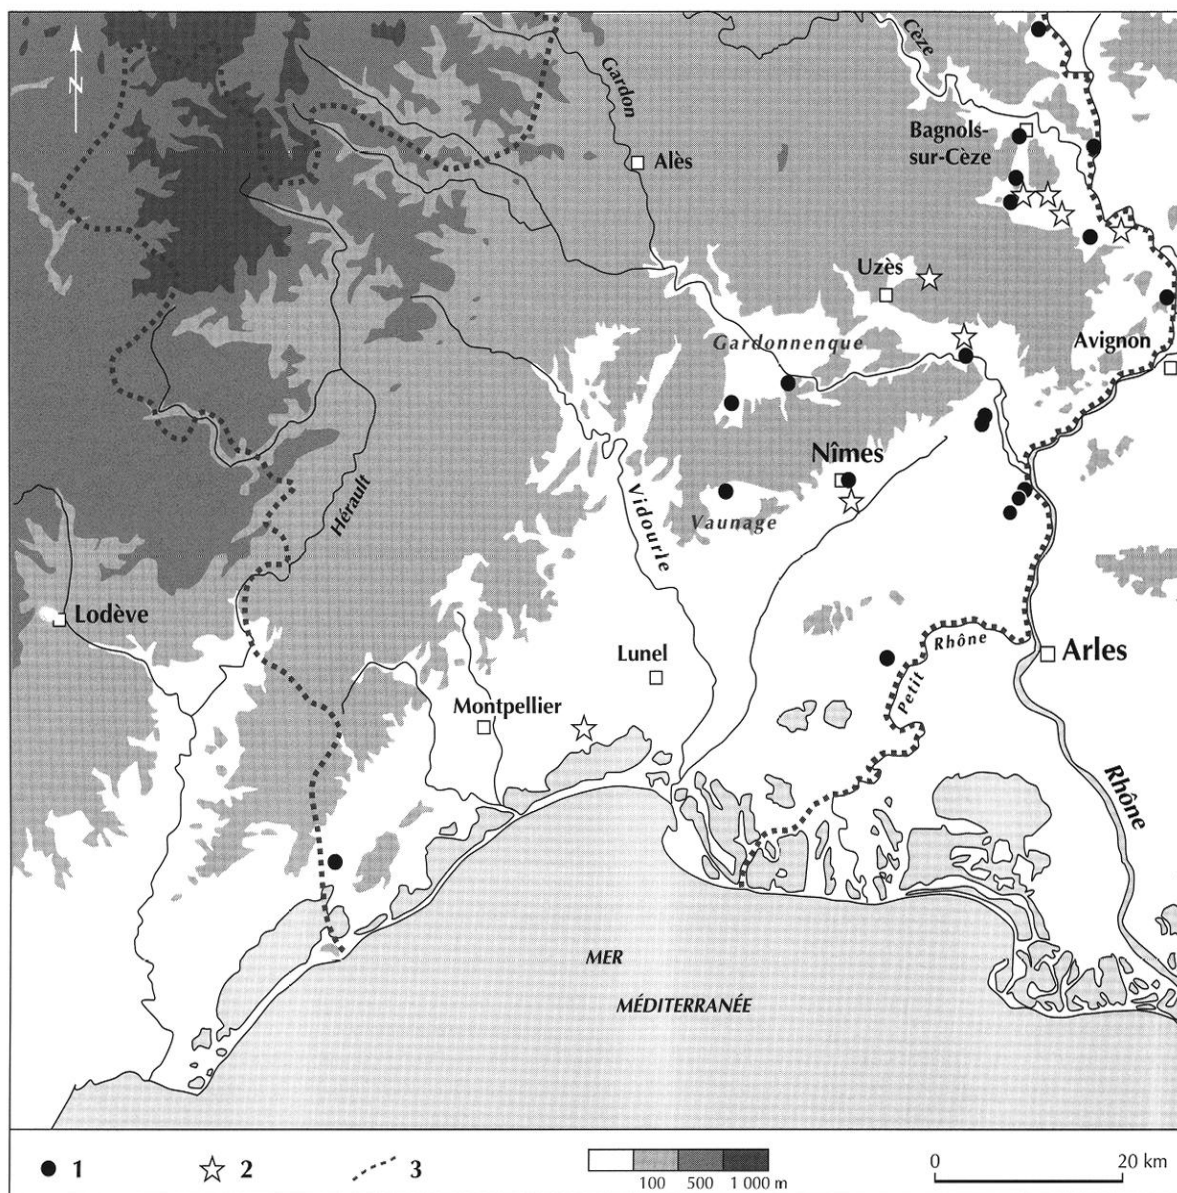 N
Cèze
Gardon
Bagnols-
sur-Cèze
Alès
Uzès
Gardonnenque
Avignon
Nîmes
Vaunage
Vidourle
Hérault
Lodève
Lunel
Montpellier
Petit
Rhône
Arles
Rhône
MER
MÉDITERRANÉE
1 2 3
100 500 1 000 m
0 20 km